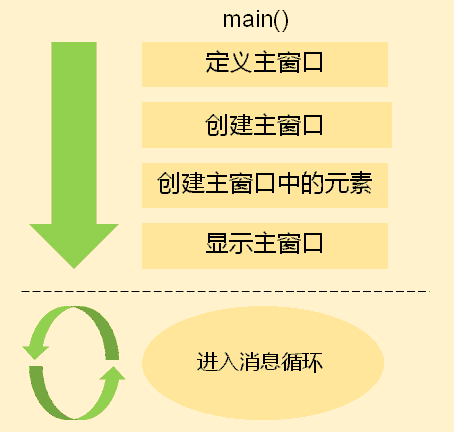 main()
定义主窗口
创建主窗口
创建主窗口中的元素
显示主窗口
进入消息循环